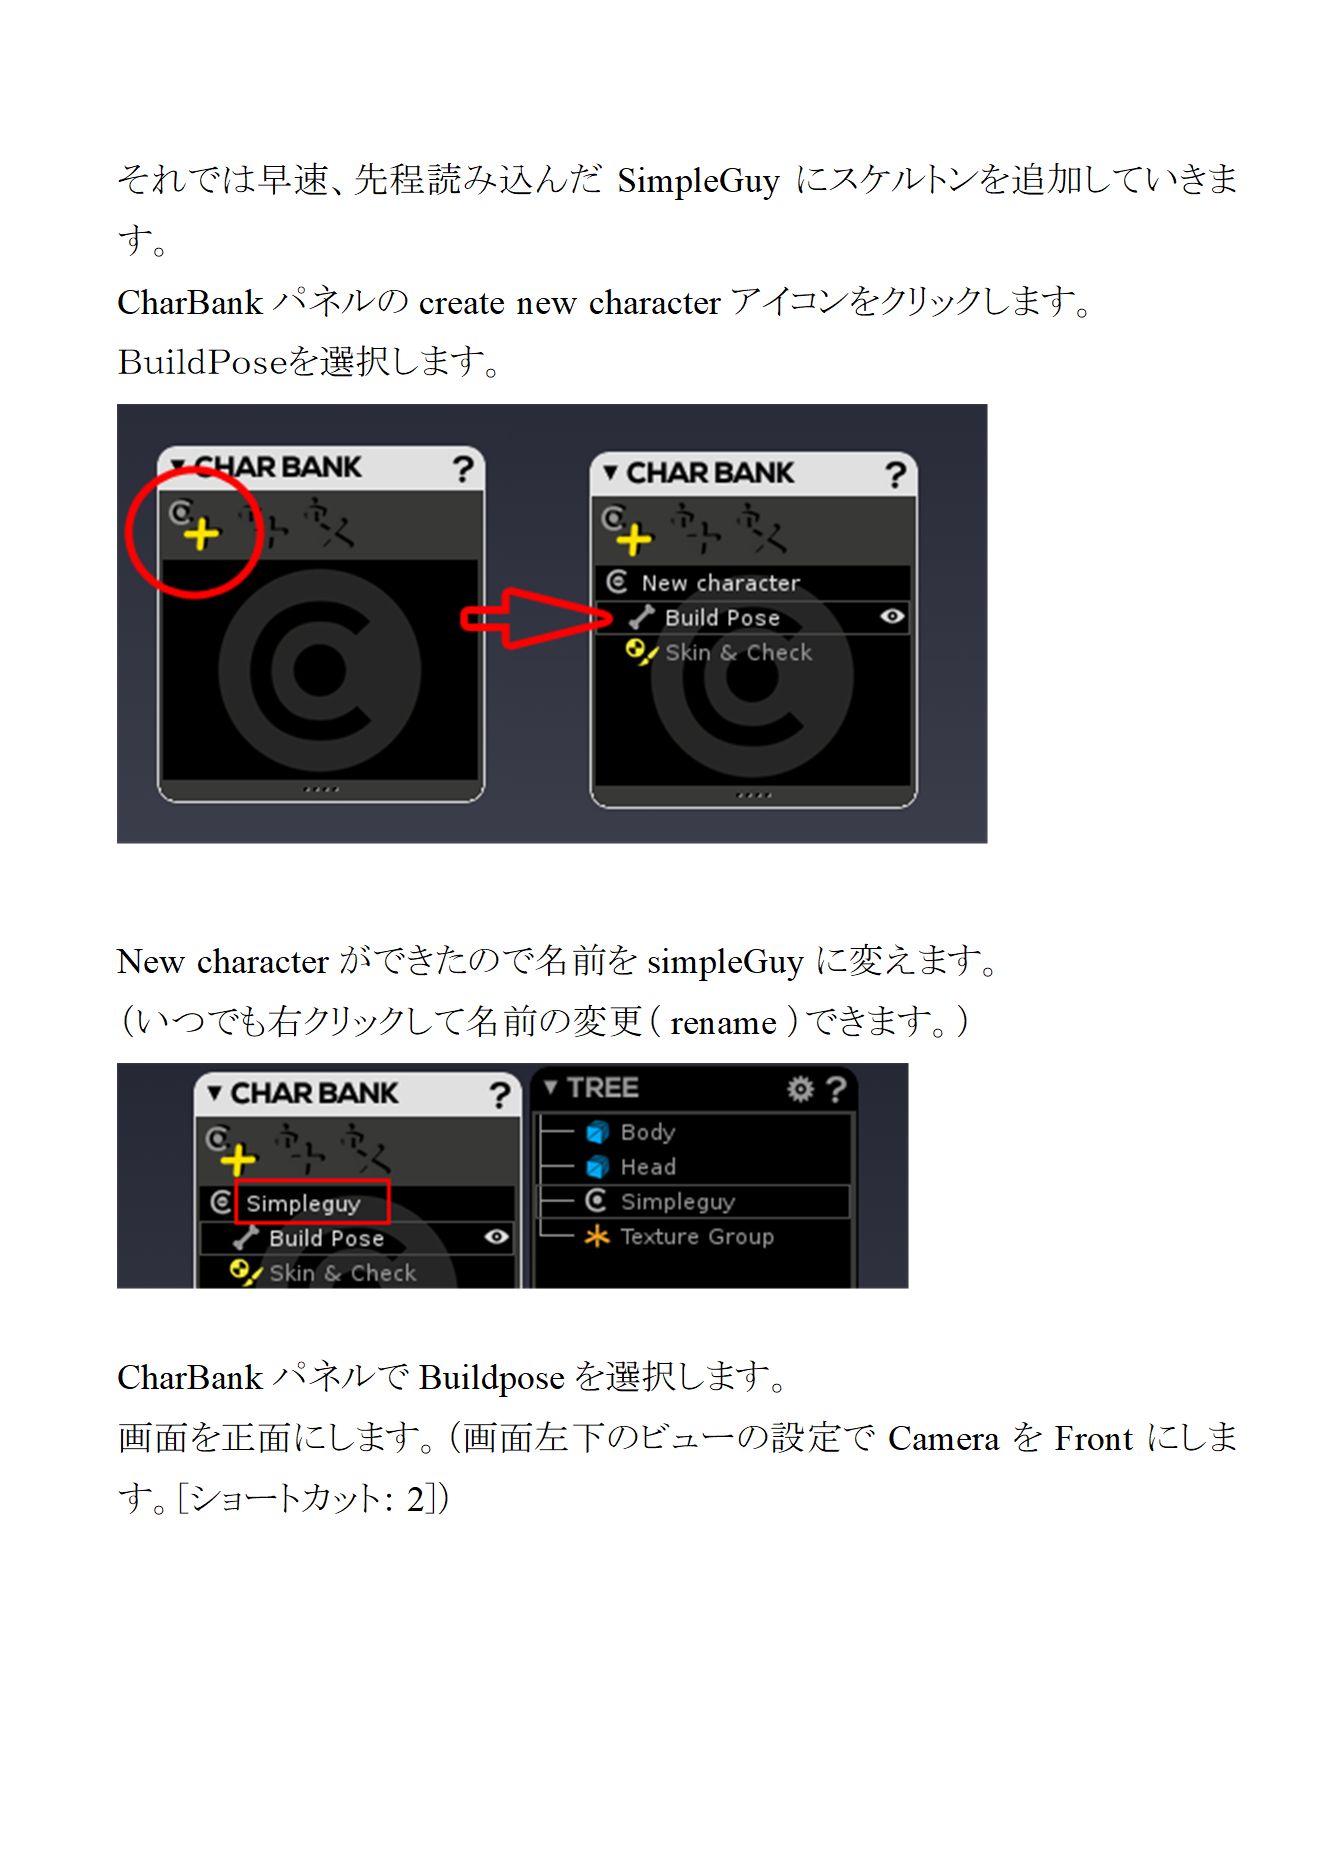 それでは早速、先程読み込んだ SimpleGuy にスケルトンを追加していきま
す。
CharBank パネルの create new character アイコンをクリックします。
BuildPoseを選択します。
▼ CHAR BANK ?
▼ CHAR BANK ?
New character
Build Pose
Skin & Check
New character ができたので名前を simpleGuy に変えます。
（いつでも右クリックして名前の変更（ rename ）できます。）
▼ CHAR BANK ?
Simpleguy
Build Pose
Skin & Check
▼ TREE ?
Body
Head
Simpleguy
Texture Group
CharBank パネルで Buildpose を選択します。
画面を正面にします。（画面左下のビューの設定で Camera を Front にしま
す。［ショートカット： 2］）